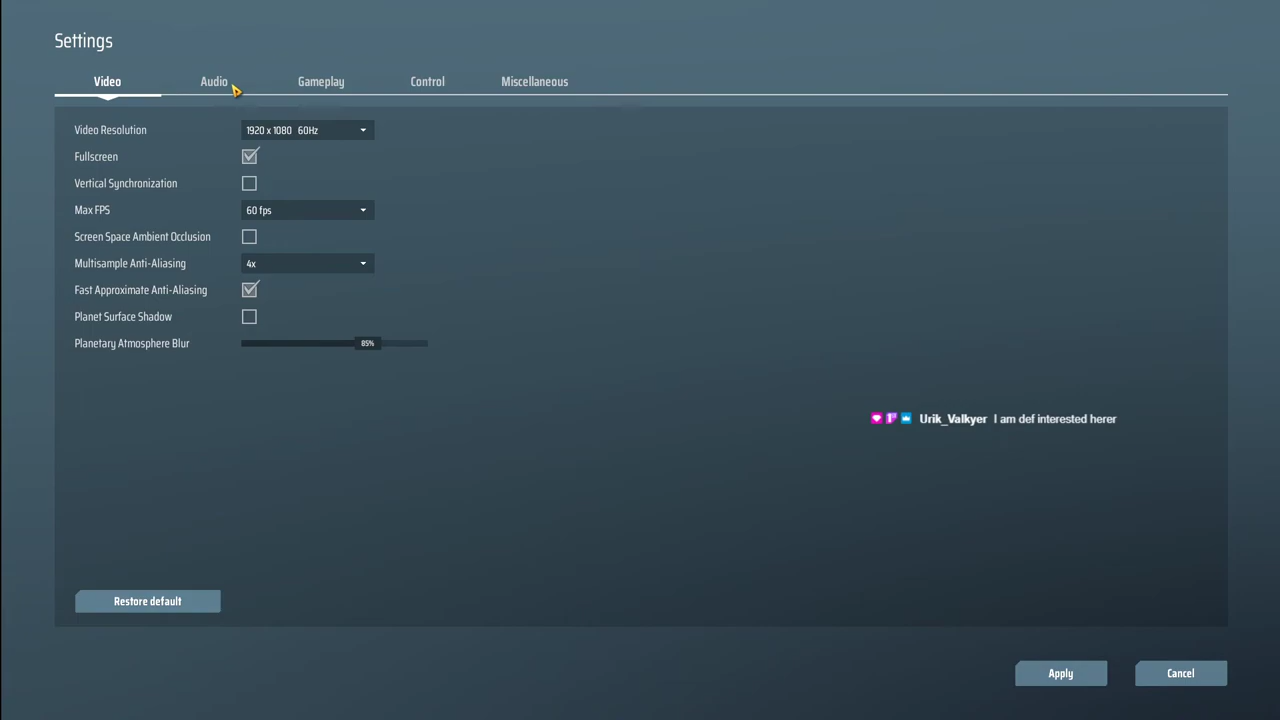 Settings
Video Audio Gameplay Control Miscellaneous
Video Resolution 1920 x 1080 60Hz
Fullscreen
Vertical Synchronization
Max FPS 60 fps
Screen Space Ambient Occlusion
Multisample Anti-Aliasing 4x
Fast Approximate Anti-Aliasing
Planet Surface Shadow
Planetary Atmosphere Blur 85%
Urik_Valkyer I am def interested herer
Restore default
Apply Cancel